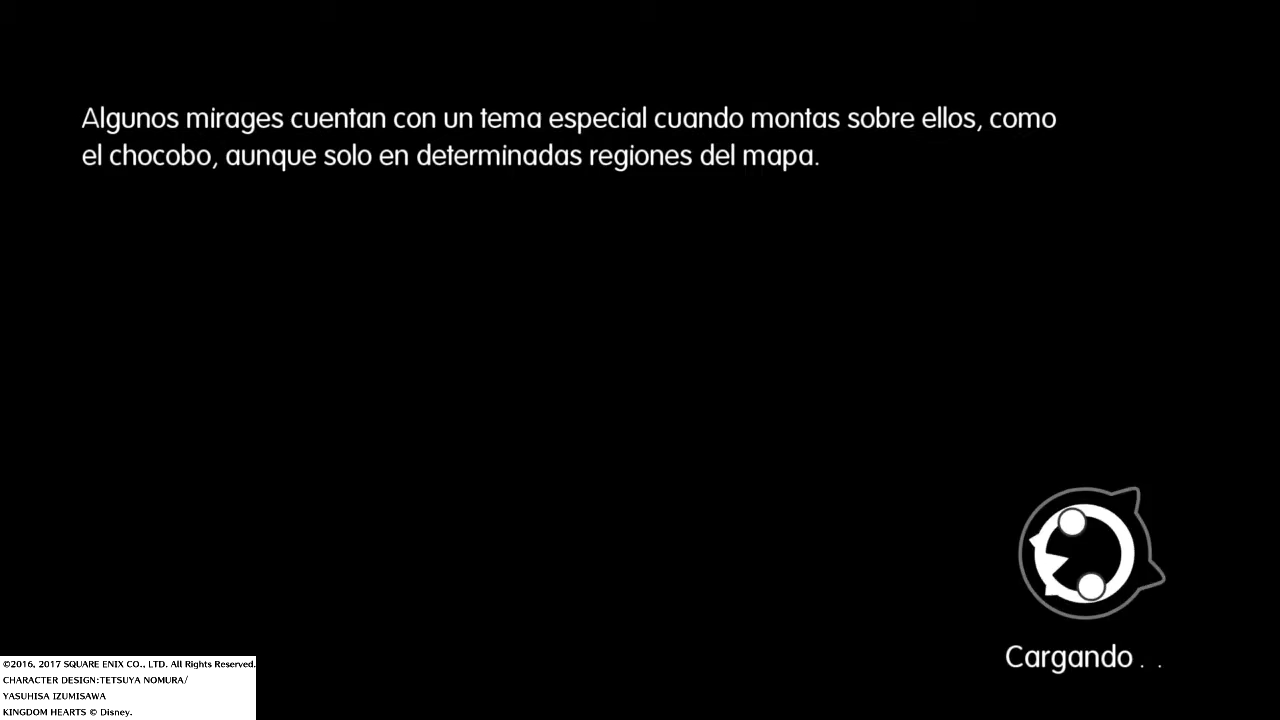 Algunos mirages cuentan con un tema especial cuando montas sobre ellos, como
el chocobo, aunque solo en determinadas regiones del mapa.
Cargando . .
©2016, 2017 SQUARE ENIX CO., LTD. All Rights Reserved.
CHARACTER DESIGN:TETSUYA NOMURA/
YASUHISA IZUMISAWA
KINGDOM HEARTS © Disney.